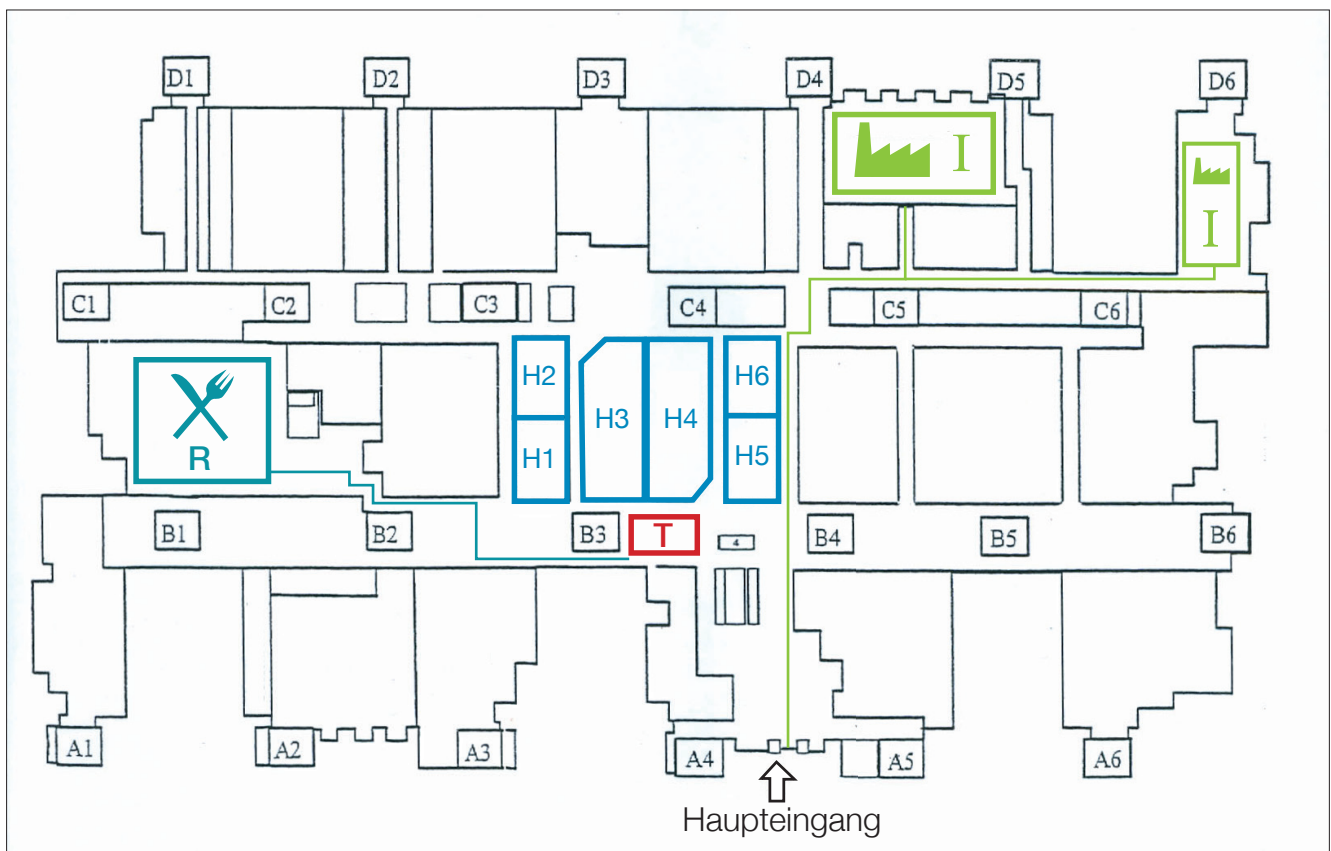 D1 D2 D3 D4 D5 D6
I
I
C1 C2 C3 C4 C5 C6
H2 H6
H3 H4
R H1 H5
B1 B2 B3 T 4 B4 B5 B6
A1 A2 A3 A4 A5 A6
Haupteingang